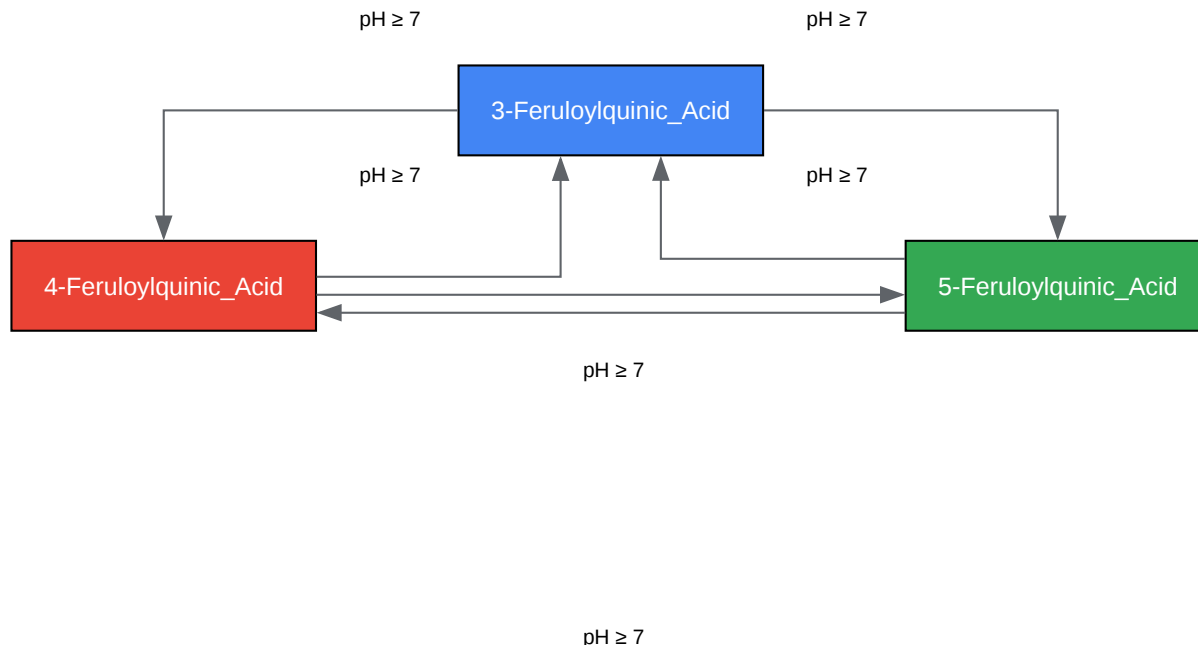 pH ≥ 7
pH ≥ 7
3-Feruloylquinic_Acid
pH ≥ 7
pH ≥ 7
4-Feruloylquinic_Acid
5-Feruloylquinic_Acid
pH ≥ 7
pH ≥ 7